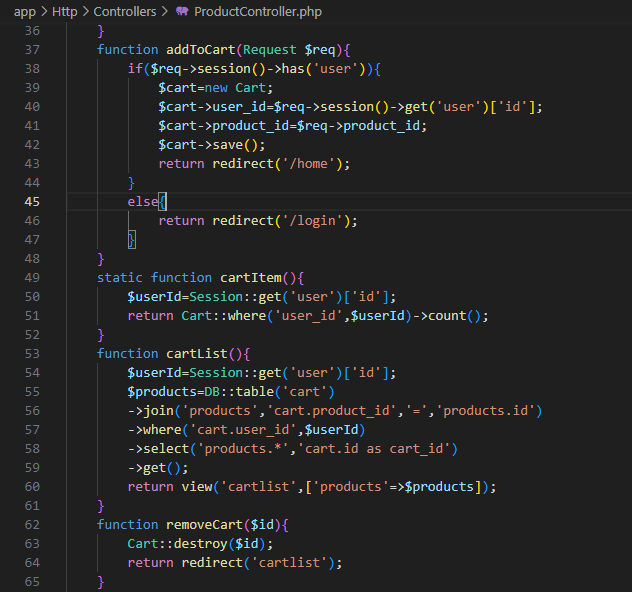 app > Http > Controllers > ProductController.php
36 }
37 function addToCart(Request $req){
38 if($req->session()->has('user')){
39 $cart=new Cart;
40 $cart->user_id=$req->session()->get('user')['id'];
41 $cart->product_id=$req->product_id;
42 $cart->save();
43 return redirect('/home');
44 }
45 else{
46 return redirect('/login');
47 }
48 }
49 static function cartItem(){
50 $userId=Session::get('user')['id'];
51 return Cart::where('user_id',$userId)->count();
52 }
53 function cartList(){
54 $userId=Session::get('user')['id'];
55 $products=DB::table('cart')
56 ->join('products','cart.product_id','=','products.id')
57 ->where('cart.user_id',$userId)
58 ->select('products.*','cart.id as cart_id')
59 ->get();
60 return view('cartlist',['products'=>$products]);
61 }
62 function removeCart($id){
63 Cart::destroy($id);
64 return redirect('cartlist');
65 }